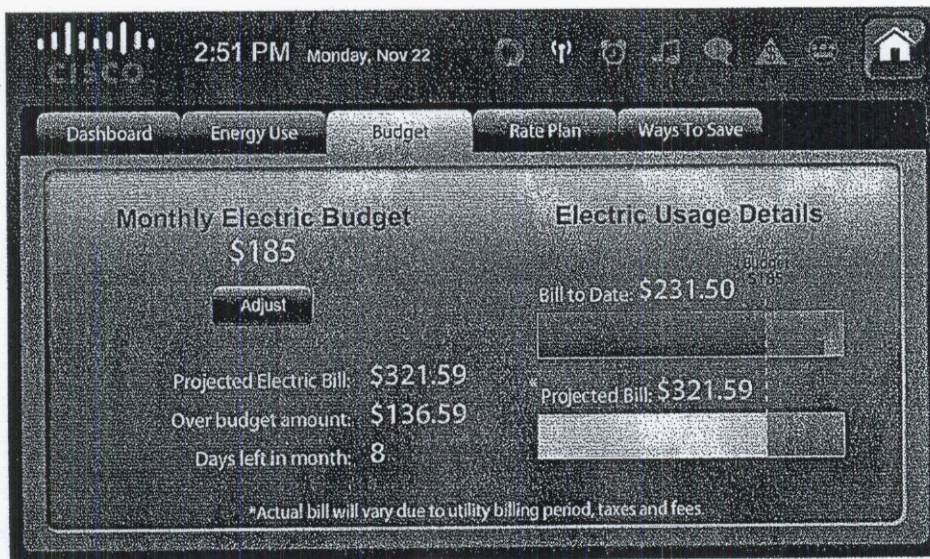 CISCO
2:51 PM Monday, Nov 22
Dashboard Energy Use Budget Rate Plan Ways To Save
Monthly Electric Budget
$185
Adjust
Projected Electric Bill: $321.59
Over budget amount: $136.59
Days left in month: 8
Electric Usage Details
Budget
$185
Bill to Date: $231.50
*Projected Bill: $321.59
*Actual bill will vary due to utility billing period, taxes and fees.